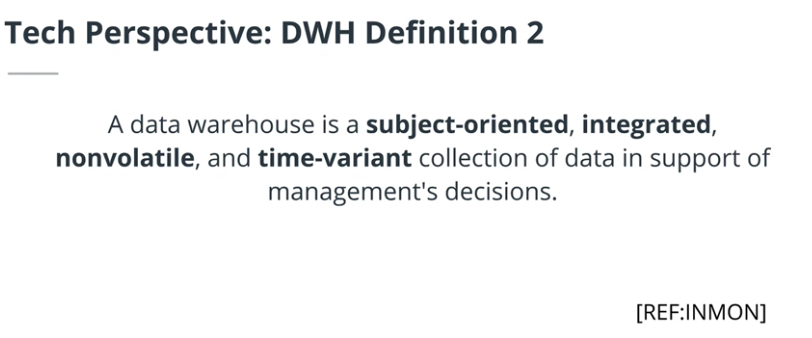 Tech Perspective: DWH Definition 2
A data warehouse is a subject-oriented, integrated,
nonvolatile, and time-variant collection of data in support of
management's decisions.
[REF:INMON]